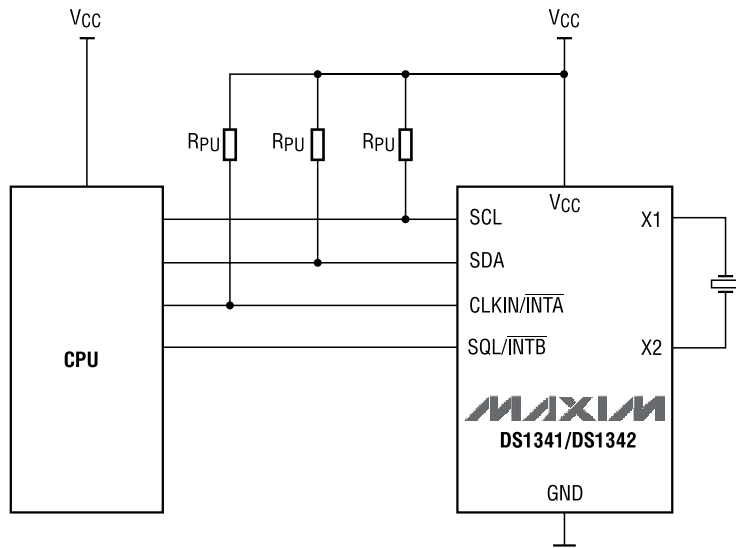 VCC
VCC
RPU
RPU
RPU
VCC
SCL
X1
SDA
CLKIN/INTA
SQL/INTB
X2
CPU
MAXIM
DS1341/DS1342
GND